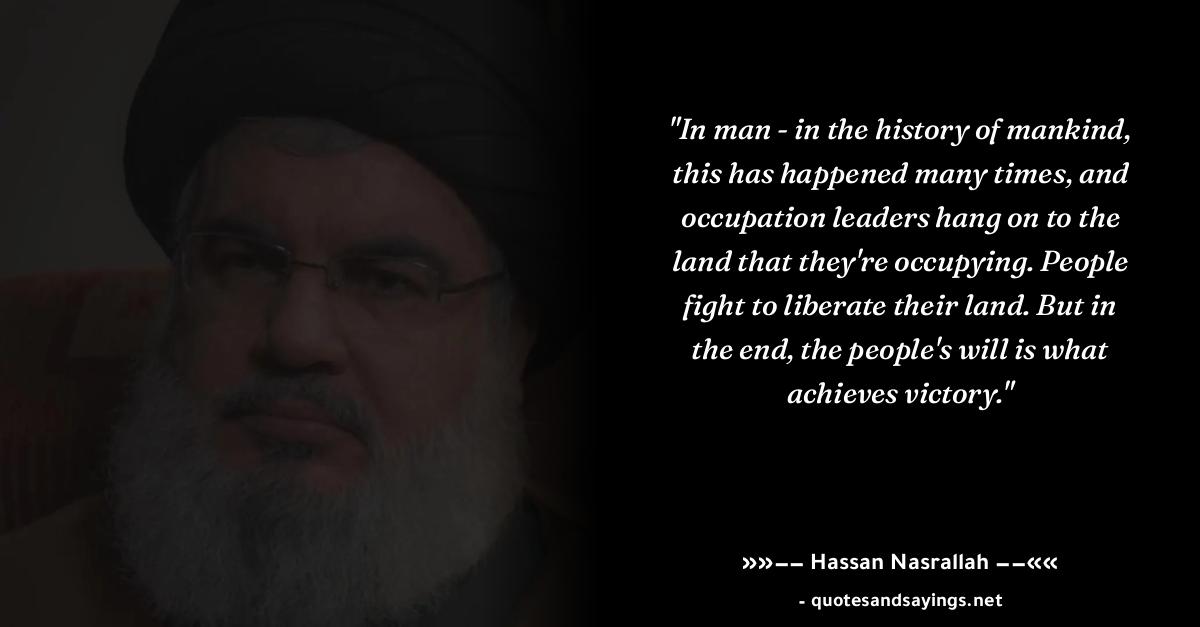 "In man - in the history of mankind,
this has happened many times, and
occupation leaders hang on to the
land that they're occupying. People
fight to liberate their land. But in
the end, the people's will is what
achieves victory."
»»–– Hassan Nasrallah ––««
- quotesandsayings.net